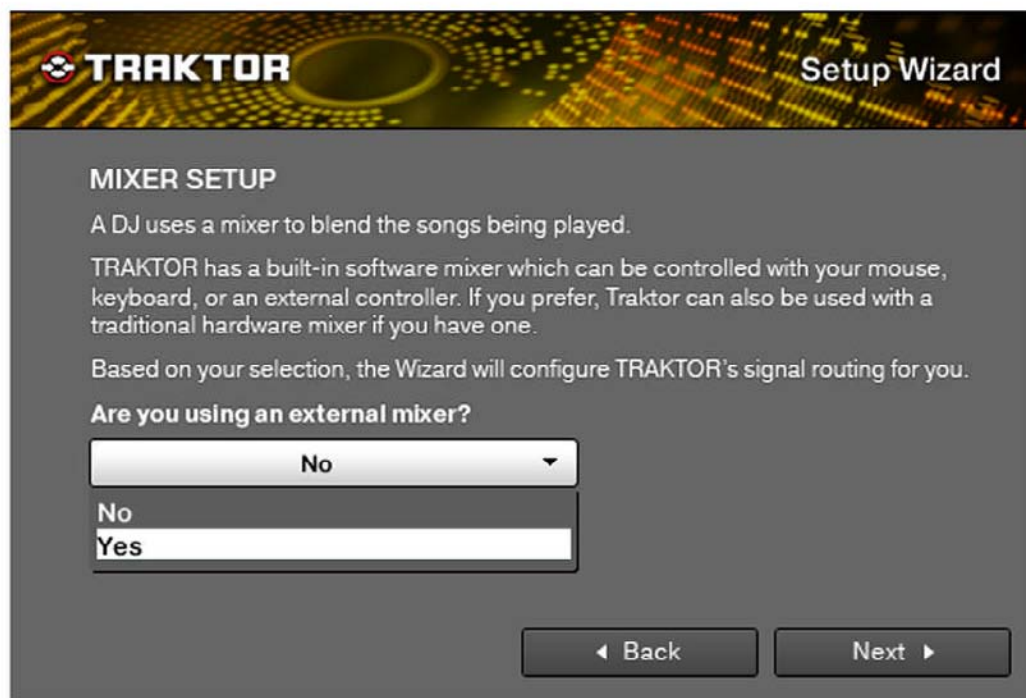 TRAKTOR
Setup Wizard
MIXER SETUP
A DJ uses a mixer to blend the songs being played.
TRAKTOR has a built-in software mixer which can be controlled with your mouse,
keyboard, or an external controller. If you prefer, Traktor can also be used with a
traditional hardware mixer if you have one.
Based on your selection, the Wizard will configure TRAKTOR's signal routing for you.
Are you using an external mixer?
No
No
Yes
Back
Next